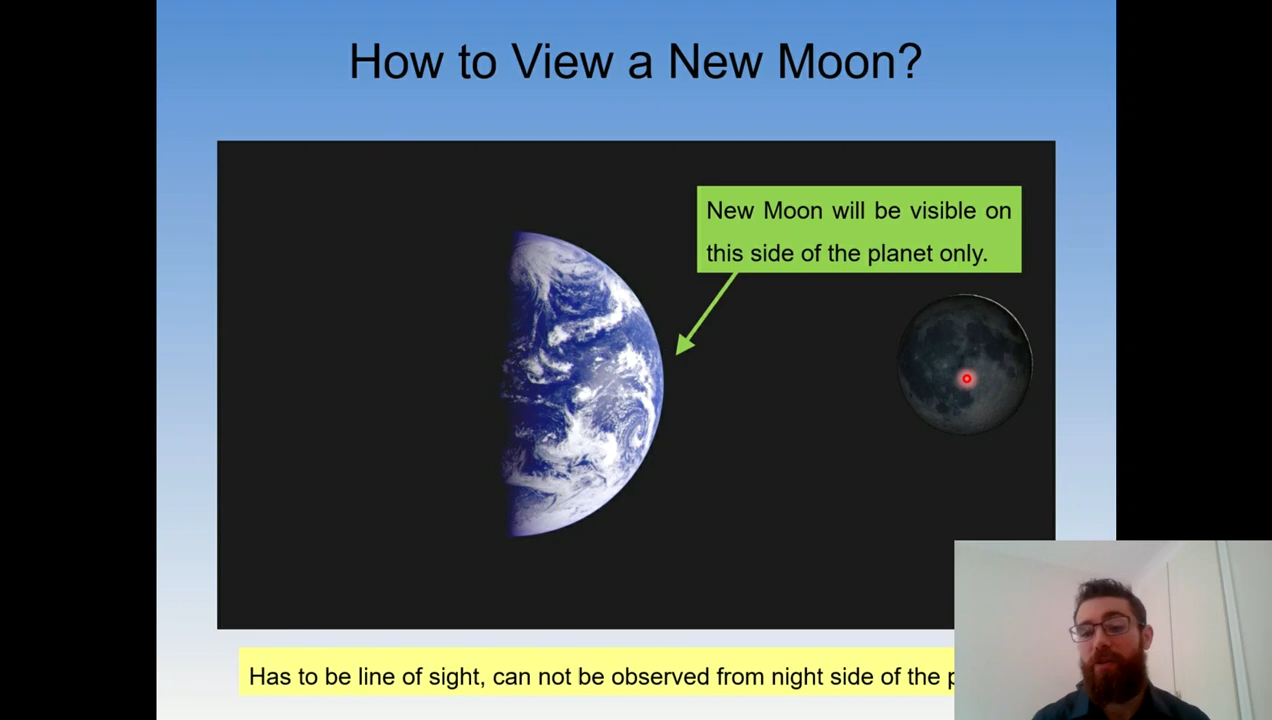 How to View a New Moon?
New Moon will be visible on
this side of the planet only.
Has to be line of sight, can not be observed from night side of the